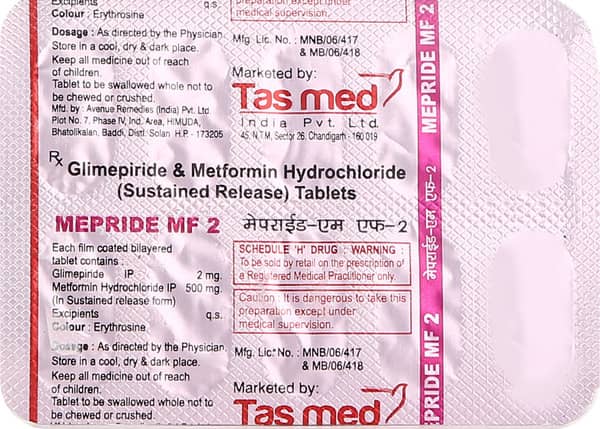 Excipients q.s.
Colour : Erythrosine
Dosage : As directed by the Physician.
Store in a cool, dry & dark place.
Keep all medicine out of reach
of children.
Tablet to be swallowed whole not to
be chewed or crushed.
Mfd. by : Avenue Remedies (India) Pvt. Ltd.
Plot No. 7, Phase IV, Ind. Area, HIMUDA,
Bhatolikalan, Baddi, Distt. Solan H.P - 173205
medical supervision.
Mfg. Lic. No. : MNB/06/417
& MB/06/418
Marketed by:
Tas med
India Pvt. Ltd.
45, N.T.M, Sector 26, Chandigarh - 160 019
Rx Glimepiride & Metformin Hydrochloride
(Sustained Release) Tablets
MEPRIDE MF 2 मेपराईड-एम एफ-2
Each film coated bilayered
tablet contains :
Glimepiride IP 2 mg.
Metformin Hydrochloride IP 500 mg.
(In Sustained release form)
Excipients q.s.
Colour : Erythrosine
Dosage : As directed by the Physician.
Store in a cool, dry & dark place.
Keep all medicine out of reach
of children.
Tablet to be swallowed whole not to
be chewed or crushed.
SCHEDULE 'H' DRUG : WARNING :
To be sold by retail on the prescription of
a Registered Medical Practitioner only.
Caution : It is dangerous to take this
preparation except under
medical supervision.
Mfg. Lic. No. : MNB/06/417
& MB/06/418
Marketed by:
Tas med
MEPRIDE MF 2
मेपराईड-एम एफ-2
PRIDE MF 2